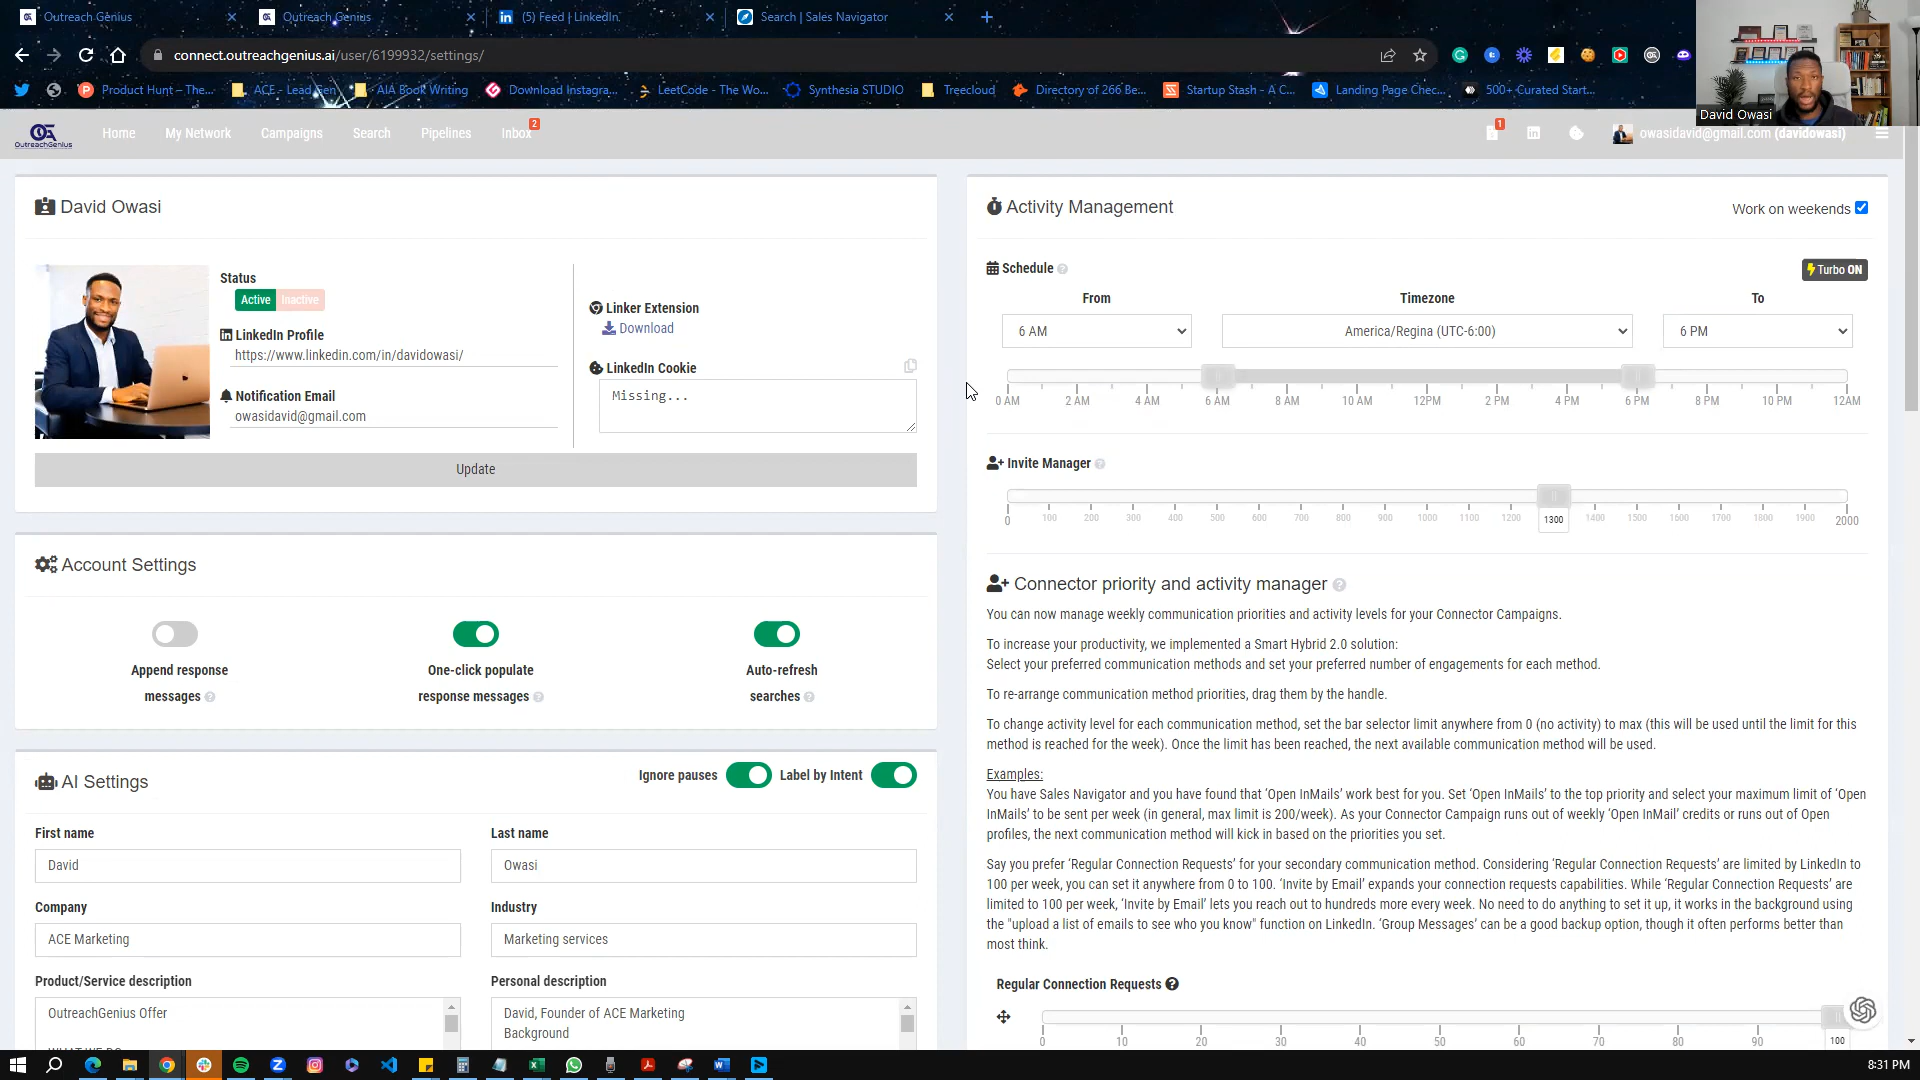 Outreach Genius
Outreach Genius
(5) Feed | LinkedIn
Search | Sales Navigator
connect.outreachgenius.ai/user/6199932/settings/
Product Hunt – The...
ACE - Lead Gen
AIA Book Writing
Download Instagra...
LeetCode - The Wo...
Synthesia STUDIO
Treecloud
Directory of 266 Be...
Startup Stash - A C...
Landing Page Chec...
500+ Curated Start...
David Owasi
OutreachGenius
Home
My Network
Campaigns
Search
Pipelines
Inbox
2
1
owasidavid@gmail.com (davidowasi)
David Owasi
Status
Active
Inactive
LinkedIn Profile
https://www.linkedin.com/in/davidowasi/
Notification Email
owasidavid@gmail.com
Linker Extension
Download
LinkedIn Cookie
Missing...
Update
Account Settings
Append response
messages
One-click populate
response messages
Auto-refresh
searches
AI Settings
Ignore pauses
Label by Intent
First name
David
Last name
Owasi
Company
ACE Marketing
Industry
Marketing services
Product/Service description
OutreachGenius Offer
Personal description
David, Founder of ACE Marketing
Background
Activity Management
Work on weekends
Schedule
Turbo ON
From
Timezone
To
6 AM
America/Regina (UTC-6:00)
6 PM
0 AM 2 AM 4 AM 6 AM 8 AM 10 AM 12PM 2 PM 4 PM 6 PM 8 PM 10 PM 12AM
Invite Manager
0 100 200 300 400 500 600 700 800 900 1000 1100 1200 1300 1400 1500 1600 1700 1800 1900 2000
Connector priority and activity manager
You can now manage weekly communication priorities and activity levels for your Connector Campaigns.
To increase your productivity, we implemented a Smart Hybrid 2.0 solution:
Select your preferred communication methods and set your preferred number of engagements for each method.
To re-arrange communication method priorities, drag them by the handle.
To change activity level for each communication method, set the bar selector limit anywhere from 0 (no activity) to max (this will be used until the limit for this
method is reached for the week). Once the limit has been reached, the next available communication method will be used.
Examples:
You have Sales Navigator and you have found that ‘Open InMails’ work best for you. Set ‘Open InMails’ to the top priority and select your maximum limit of ‘Open
InMails’ to be sent per week (in general, max limit is 200/week). As your Connector Campaign runs out of weekly ‘Open InMail’ credits or runs out of Open
profiles, the next communication method will kick in based on the priorities you set.
Say you prefer ‘Regular Connection Requests’ for your secondary communication method. Considering ‘Regular Connection Requests’ are limited by LinkedIn to
100 per week, you can set it anywhere from 0 to 100. ‘Invite by Email’ expands your connection requests capabilities. While ‘Regular Connection Requests’ are
limited to 100 per week, ‘Invite by Email’ lets you reach out to hundreds more every week. No need to do anything to set it up, it works in the background using
the "upload a list of emails to see who you know" function on LinkedIn. ‘Group Messages’ can be a good backup option, though it often performs better than
most think.
Regular Connection Requests
0 10 20 30 40 50 60 70 80 90 100
8:31 PM